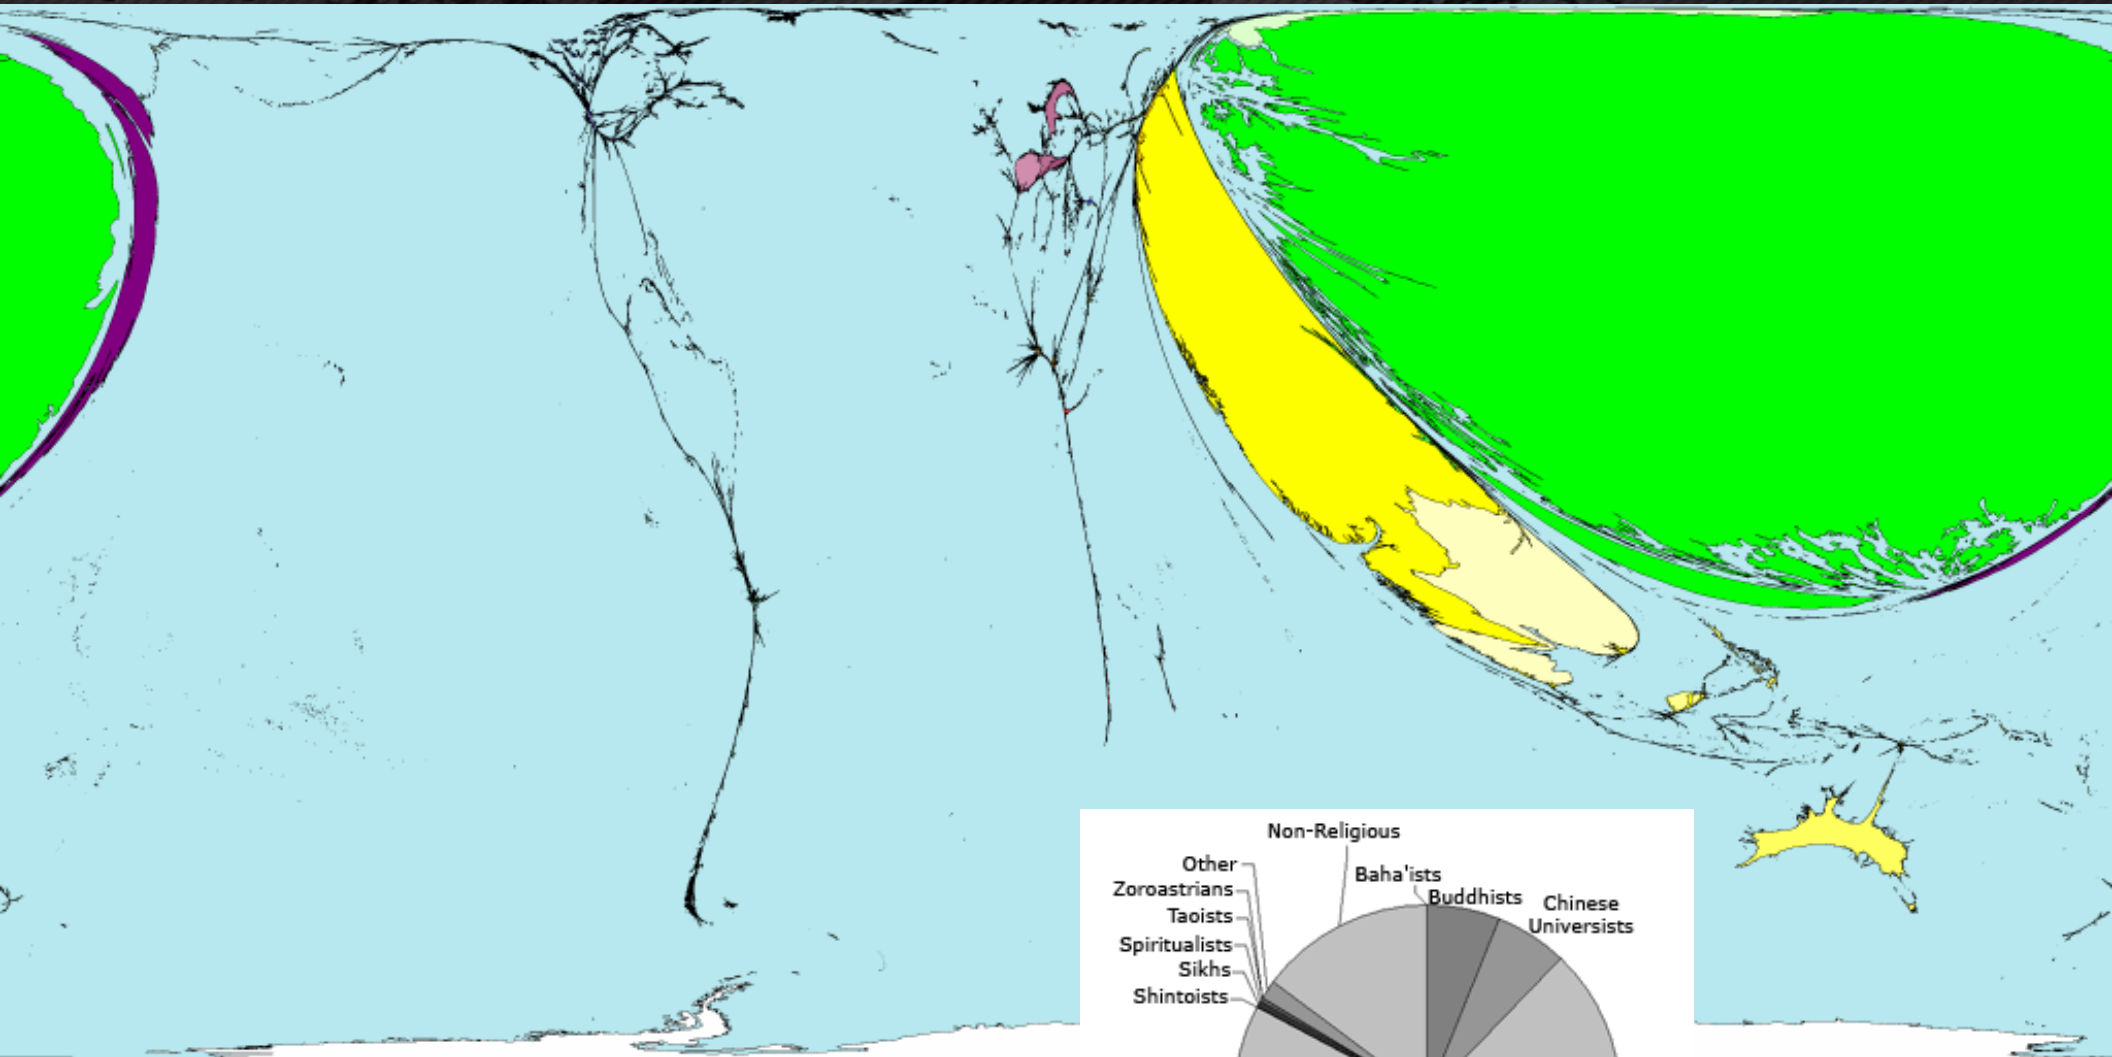 Non-Religious
Other
Baha'ists
Zoroastrians
Buddhists
Chinese
Universists
Taoists
Spiritualists
Sikhs
Shintoists